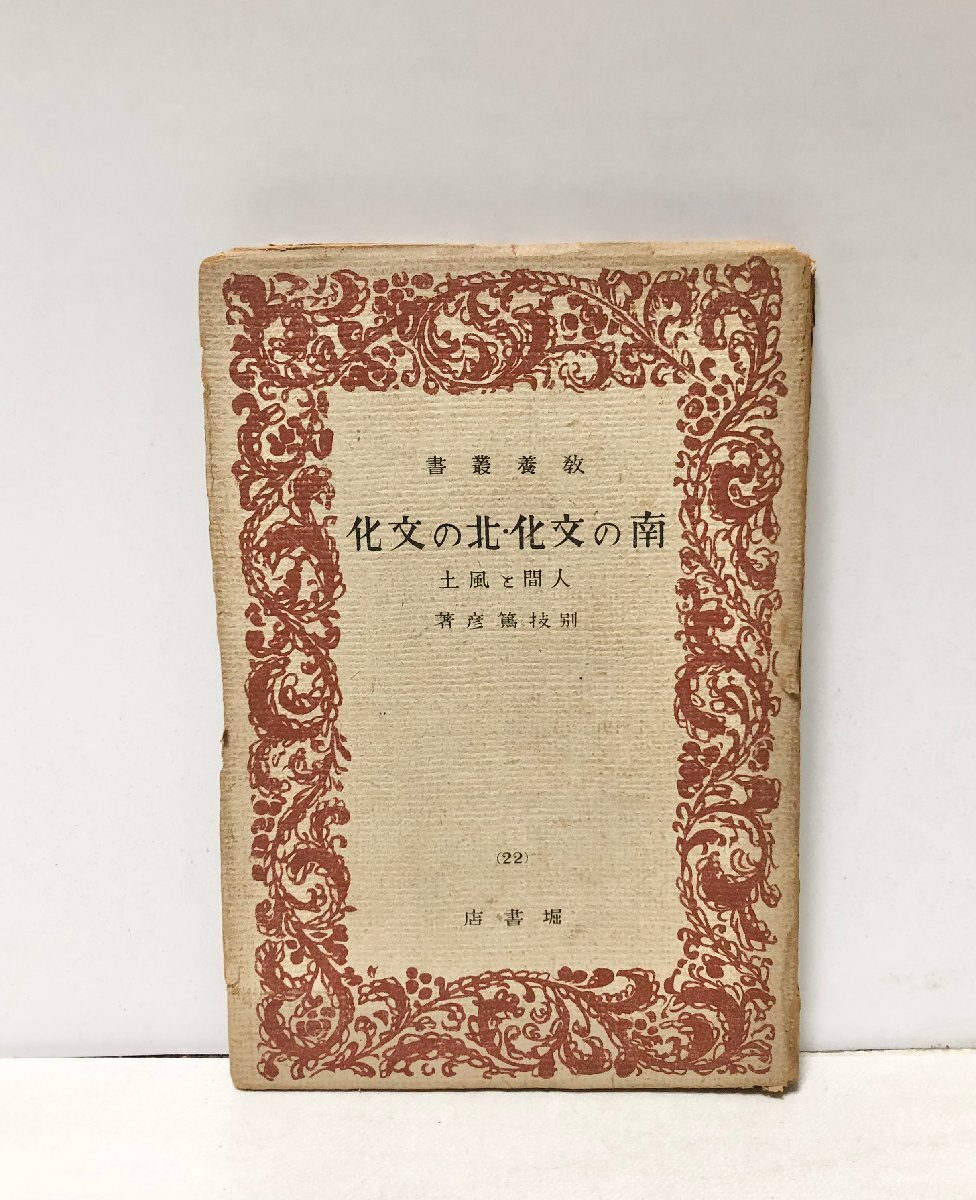 教養叢書
南の文化・北の文化
人間と風土
別技篤彦著
(22)
堀書店